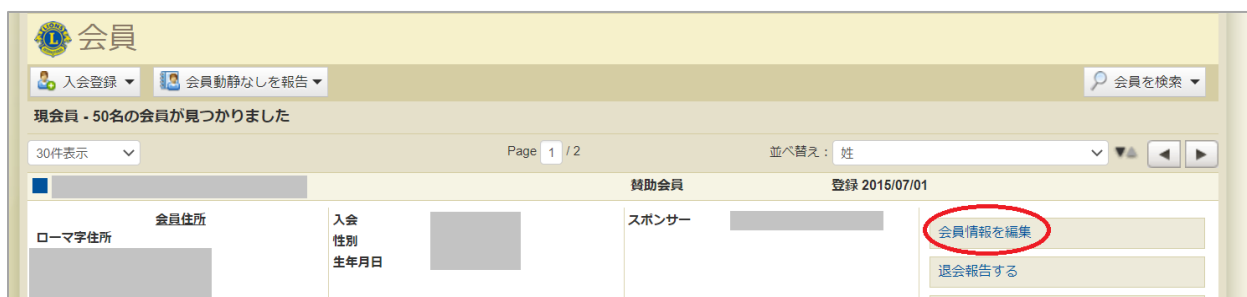 会員
入会登録 ▼ 会員動静なしを報告 ▼ 会員を検索 ▼
現会員 - 50名の会員が見つかりました
30件表示 Page 1 / 2 並べ替え： 姓 ▼▲ ◀ ▶
賛助会員 登録 2015/07/01
会員住所 入会 スポンサー
ローマ字住所 性別 会員情報を編集
生年月日
退会報告する